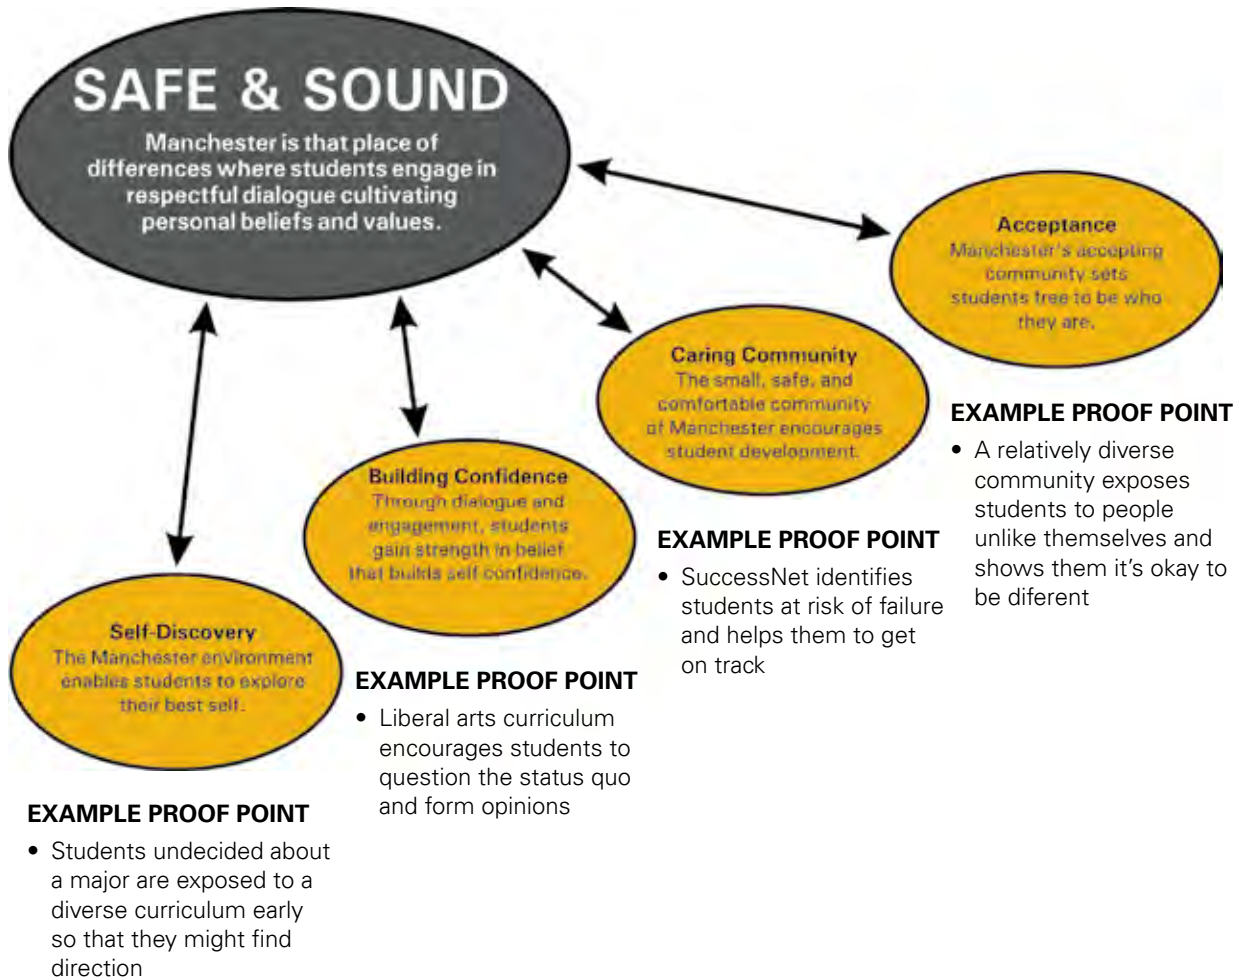 SAFE & SOUND
Manchester is that place of
differences where students engage in
respectful dialogue cultivating
personal beliefs and values.
Acceptance
Manchester's accepting
community sets
students free to be who
they are.
EXAMPLE PROOF POINT
• A relatively diverse
community exposes
students to people
unlike themselves and
shows them it's okay to
be diferent
Caring Community
The small, safe, and
comfortable community
of Manchester encourages
student development.
EXAMPLE PROOF POINT
• SuccessNet identifies
students at risk of failure
and helps them to get
on track
Building Confidence
Through dialogue and
engagement, students
gain strength in belief
that builds self confidence.
EXAMPLE PROOF POINT
• Liberal arts curriculum
encourages students to
question the status quo
and form opinions
Self-Discovery
The Manchester environment
enables students to explore
their best self.
EXAMPLE PROOF POINT
• Students undecided about
a major are exposed to a
diverse curriculum early
so that they might find
direction